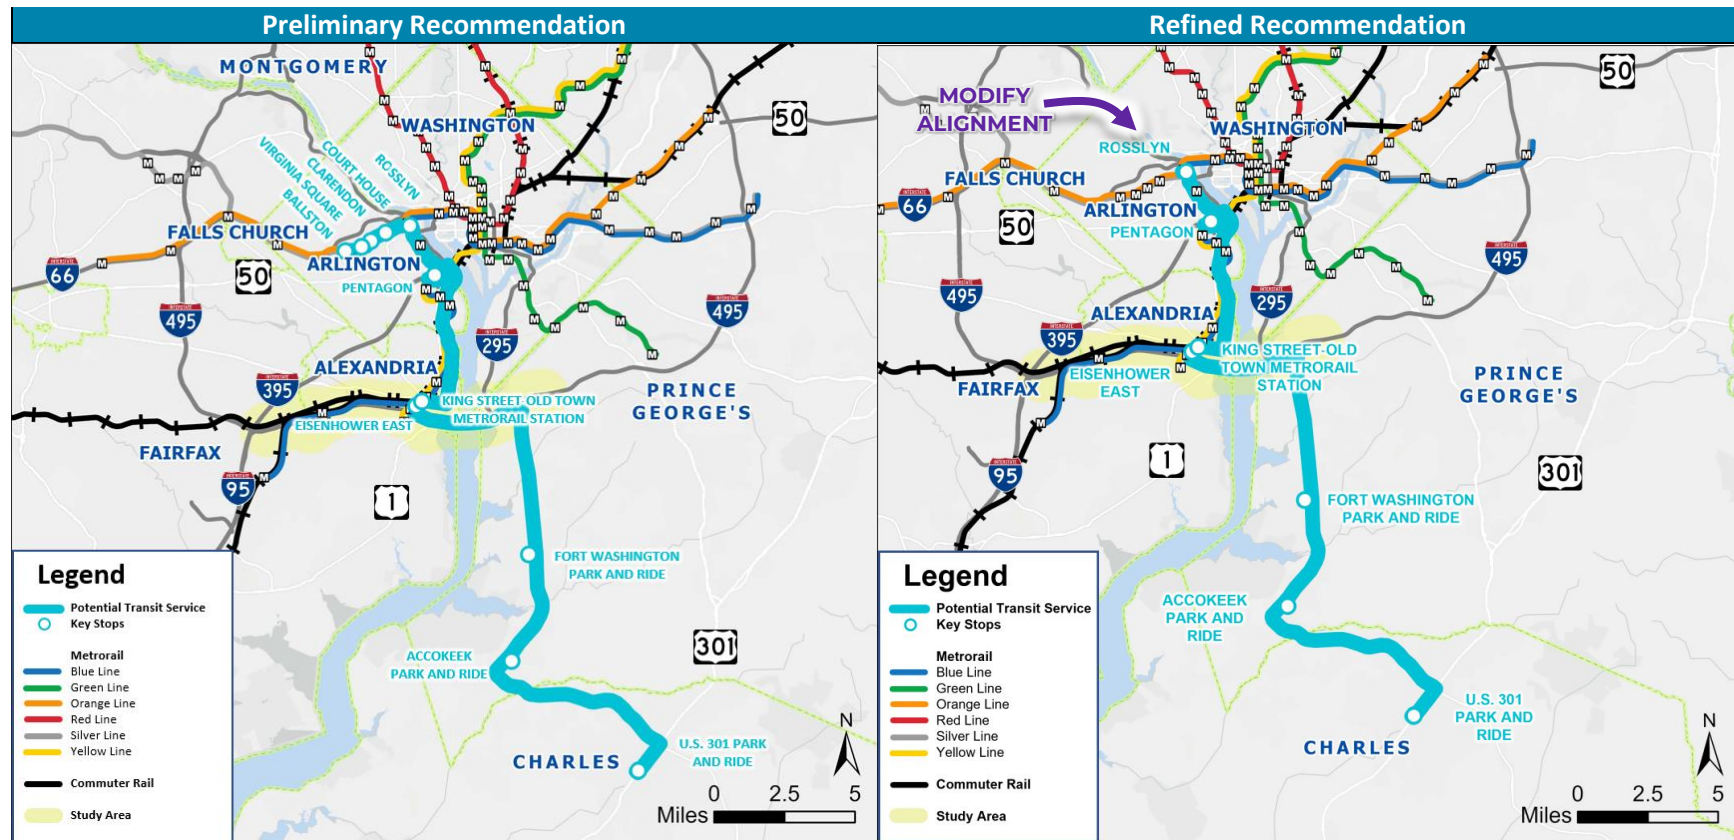 Preliminary Recommendation
MONTGOMERY
50
WASHINGTON
ROSSLYN
COURT HOUSE
CLARENDON
VIRGINIA SQUARE
BALLSTON
FALLS CHURCH
66
50
ARLINGTON
PENTAGON
495
495
295
ALEXANDRIA
395
PRINCE
GEORGE'S
KING STREET-OLD TOWN
METRORAIL STATION
EISENHOWER EAST
FAIRFAX
95
1
FORT WASHINGTON
PARK AND RIDE
301
ACCOKEEK
PARK AND RIDE
U.S. 301 PARK
AND RIDE
CHARLES
Legend
Potential Transit Service
Key Stops
Metrorail
Blue Line
Green Line
Orange Line
Red Line
Silver Line
Yellow Line
Commuter Rail
Study Area
N
0 2.5 5
Miles
Refined Recommendation
50
MODIFY
ALIGNMENT
WASHINGTON
ROSSLYN
FALLS CHURCH
66
50
ARLINGTON
PENTAGON
495
495
295
ALEXANDRIA
395
KING STREET-OLD
TOWN METRORAIL
STATION
EISENHOWER
EAST
FAIRFAX
PRINCE
GEORGE'S
95
1
301
FORT WASHINGTON
PARK AND RIDE
ACCOKEEK
PARK AND
RIDE
U.S. 301
PARK AND
RIDE
CHARLES
Legend
Potential Transit Service
Key Stops
Metrorail
Blue Line
Green Line
Orange Line
Red Line
Silver Line
Yellow Line
Commuter Rail
Study Area
N
0 2.5 5
Miles